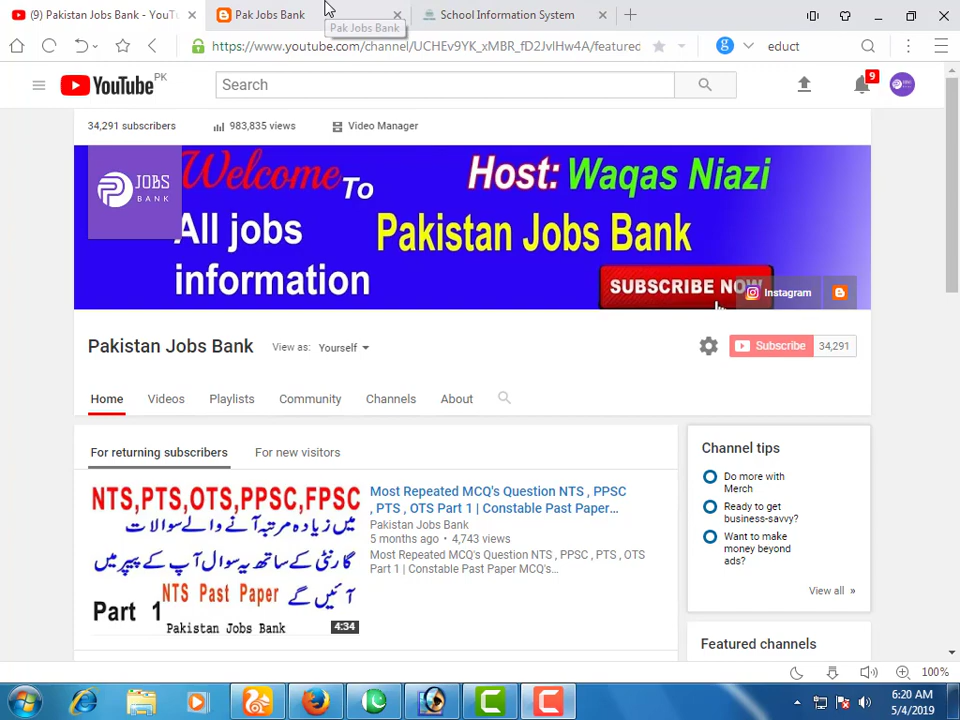 (9) Pakistan Jobs Bank - YouTu
Pak Jobs Bank
School Information System
Pak Jobs Bank
https://www.youtube.com/channel/UCHEv9YK_xMBR_fD2JvlHw4A/featured
educt
YouTube PK
Search
9
34,291 subscribers
983,835 views
Video Manager
JOBS
BANK
Welcome To
All jobs
information
Host: Waqas Niazi
Pakistan Jobs Bank
SUBSCRIBE NOW
Instagram
Pakistan Jobs Bank
View as: Yourself
Subscribe 34,291
Home Videos Playlists Community Channels About
For returning subscribers
For new visitors
NTS,PTS,OTS,PPSC,FPSC
میں زیادہ مرتبہ آنے والے سوالات
گارنٹی کے ساتھ یہ سوال آپ کے پیپر میں
NTS Past Paper آئیں گے
Part 1
Pakistan Jobs Bank
4:34
Most Repeated MCQ's Question NTS , PPSC
, PTS , OTS Part 1 | Constable Past Paper...
Pakistan Jobs Bank
5 months ago • 4,743 views
Most Repeated MCQ's Question NTS , PPSC , PTS , OTS
Part 1 | Constable Past Paper MCQ's...
Channel tips
Do more with
Merch
Ready to get
business-savvy?
Want to make
money beyond
ads?
View all »
Featured channels
100%
6:20 AM
5/4/2019